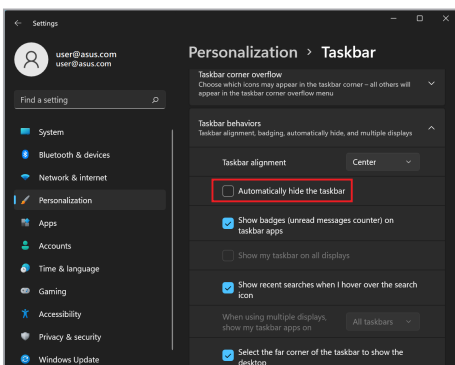 Settings
user@asus.com
user@asus.com
Find a setting
System
Bluetooth & devices
Network & internet
Personalization
Apps
Accounts
Time & language
Gaming
Accessibility
Privacy & security
Windows Update
Personalization > Taskbar
Taskbar corner overflow
Choose which icons may appear in the taskbar corner – all others will
appear in the taskbar corner overflow menu
Taskbar behaviors
Taskbar alignment, badging, automatically hide, and multiple displays
Taskbar alignment
Center
Automatically hide the taskbar
Show badges (unread messages counter) on
taskbar apps
Show my taskbar on all displays
Show recent searches when I hover over the search
icon
When using multiple displays,
show my taskbar apps on
All taskbars
Select the far corner of the taskbar to show the
desktop